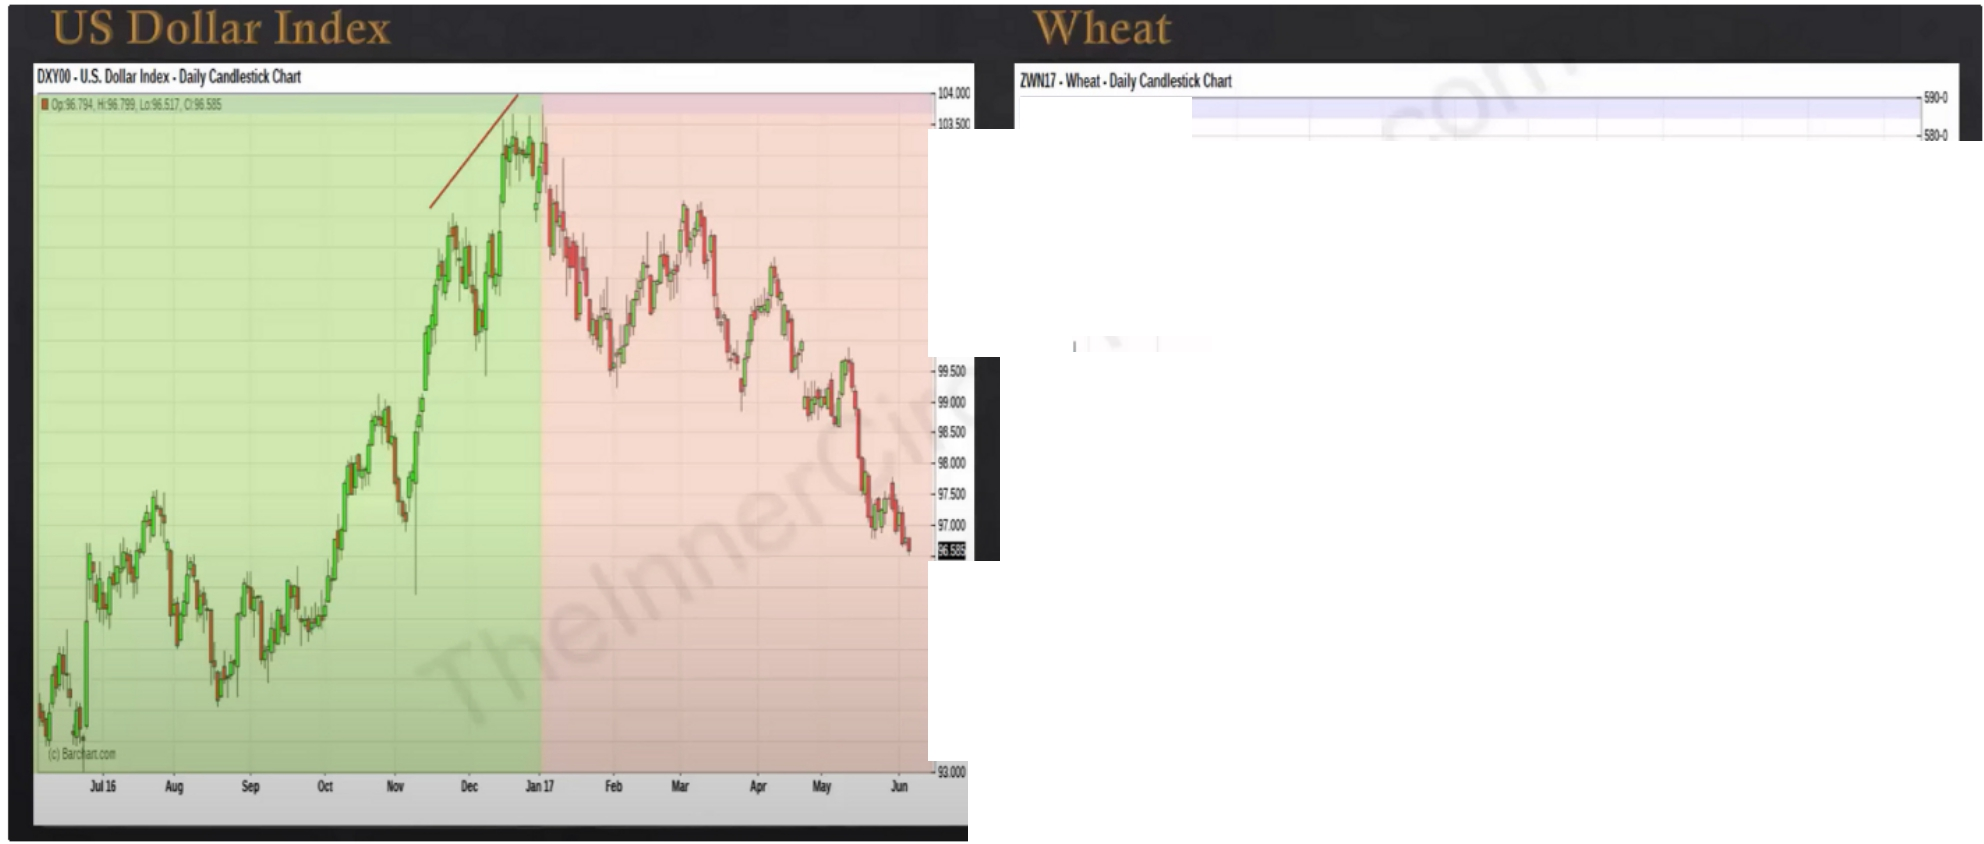 US Dollar Index
DXY00 - U.S. Dollar Index - Daily Candlestick Chart
Op:96.794, Hi:96.799, Lo:96.517, Cl:96.585
104.000
103.500
99.500
99.000
98.500
98.000
97.500
97.000
96.585
93.000
TheInnerCir
(c) Barchart.com
Jul 16 Aug Sep Oct Nov Dec Jan 17 Feb Mar Apr May Jun
Wheat
ZWN17 - Wheat - Daily Candlestick Chart
590-0
580-0
.com